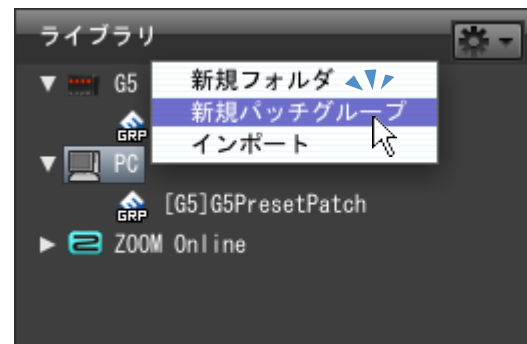 ライブラリ
G5
新規フォルダ
新規パッチグループ
インポート
GRP
PC
GRP [G5]G5PresetPatch
ZOOM Online